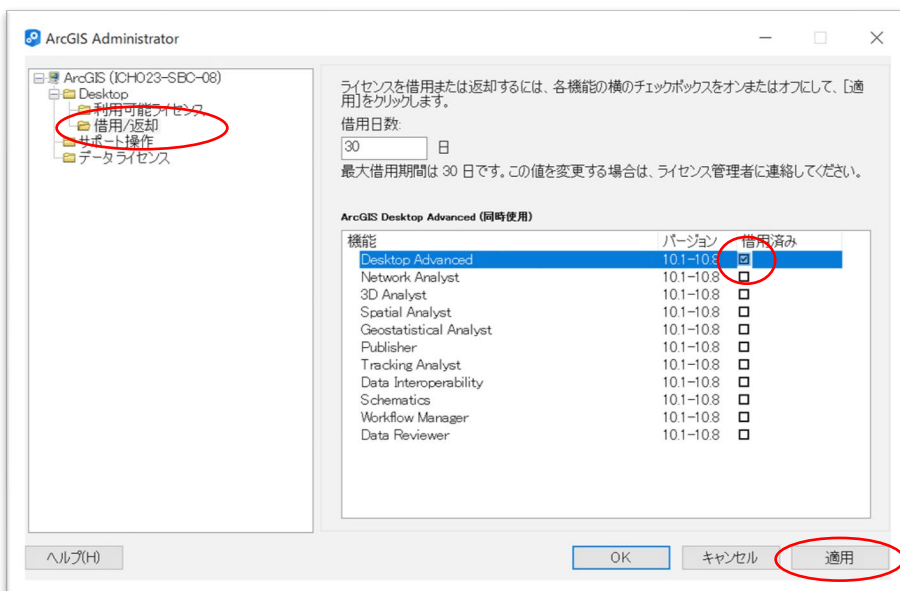 ArcGIS Administrator
ArcGIS (ICHO23-SBC-08)
Desktop
利用可能ライセンス
借用/返却
サポート操作
データライセンス
ライセンスを借用または返却するには、各機能の横のチェックボックスをオンまたはオフにして、[適
用]をクリックします。
借用日数:
30 日
最大借用期間は 30 日です。この値を変更する場合は、ライセンス管理者に連絡してください。
ArcGIS Desktop Advanced (同時使用)
機能 バージョン 借用済み
Desktop Advanced 10.1-10.8
Network Analyst 10.1-10.8
3D Analyst 10.1-10.8
Spatial Analyst 10.1-10.8
Geostatistical Analyst 10.1-10.8
Publisher 10.1-10.8
Tracking Analyst 10.1-10.8
Data Interoperability 10.1-10.8
Schematics 10.1-10.8
Workflow Manager 10.1-10.8
Data Reviewer 10.1-10.8
ヘルプ(H) OK キャンセル 適用